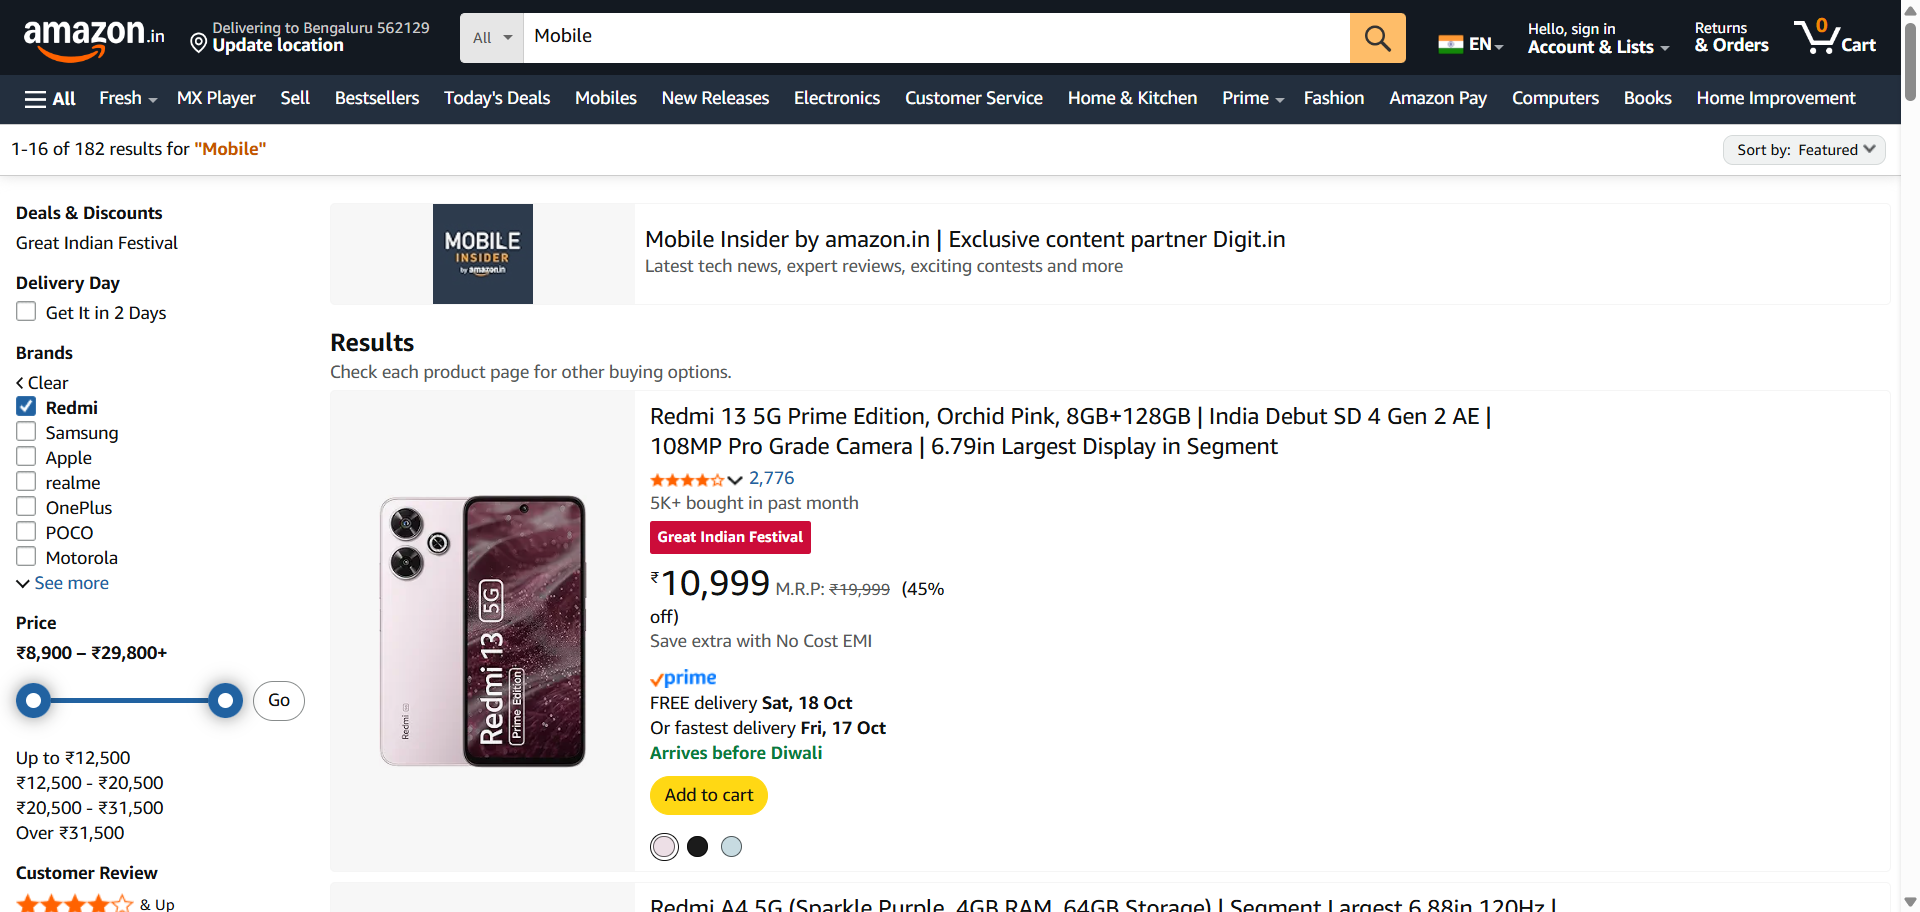 amazon.in
Delivering to Bengaluru 562129
Update location
All
Mobile
EN
Hello, sign in
Account & Lists
Returns
& Orders
0
Cart
All
Fresh
MX Player
Sell
Bestsellers
Today's Deals
Mobiles
New Releases
Electronics
Customer Service
Home & Kitchen
Prime
Fashion
Amazon Pay
Computers
Books
Home Improvement
1-16 of 182 results for "Mobile"
Sort by: Featured
Deals & Discounts
Great Indian Festival
Delivery Day
Get It in 2 Days
Brands
Clear
Redmi
Samsung
Apple
realme
OnePlus
POCO
Motorola
See more
Price
₹8,900 – ₹29,800+
Go
Up to ₹12,500
₹12,500 - ₹20,500
₹20,500 - ₹31,500
Over ₹31,500
Customer Review
& Up
MOBILE
INSIDER
by amazon.in
Mobile Insider by amazon.in | Exclusive content partner Digit.in
Latest tech news, expert reviews, exciting contests and more
Results
Check each product page for other buying options.
Redmi
Redmi 13 5G
Prime Edition
Redmi 13 5G Prime Edition, Orchid Pink, 8GB+128GB | India Debut SD 4 Gen 2 AE |
108MP Pro Grade Camera | 6.79in Largest Display in Segment
2,776
5K+ bought in past month
Great Indian Festival
₹10,999 M.R.P: ₹19,999 (45%
off)
Save extra with No Cost EMI
prime
FREE delivery Sat, 18 Oct
Or fastest delivery Fri, 17 Oct
Arrives before Diwali
Add to cart
Redmi A4 5G (Sparkle Purple, 4GB RAM, 64GB Storage) | Segment Largest 6.88in 120Hz |